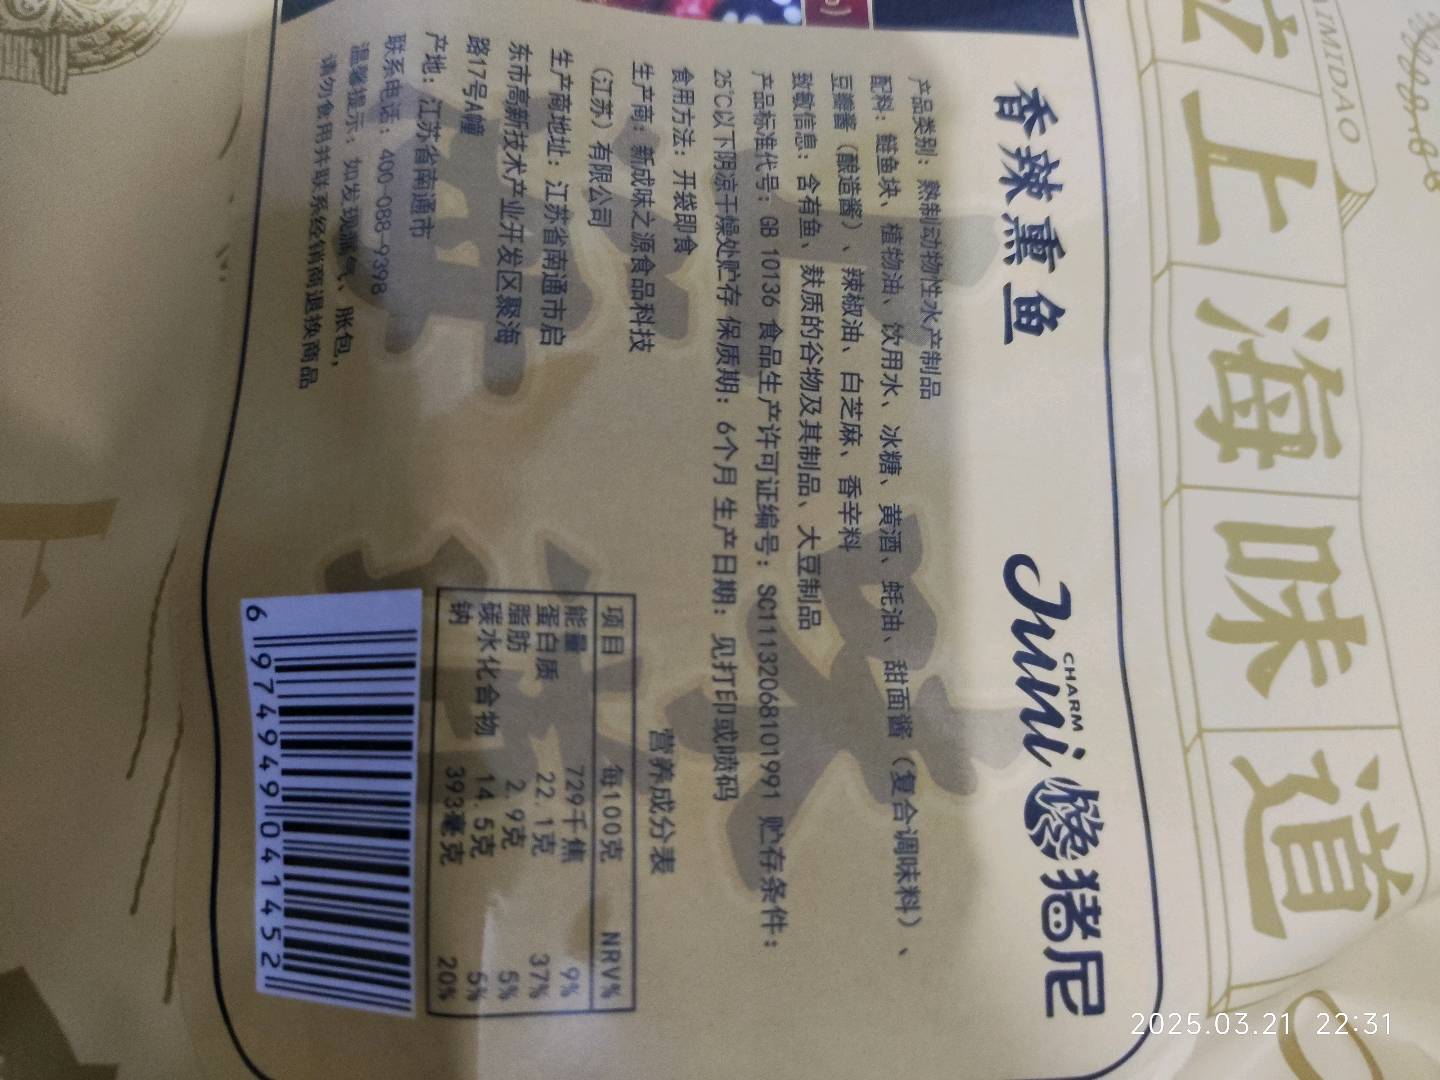 香辣熏鱼
CHARM
Juni 憽猪尼
产品类别：熟制动物性水产制品
配料：鲢鱼块、植物油、饮用水、冰糖、黄酒、蚝油、甜面酱（复合调味料）、
豆瓣酱（酿造酱）、辣椒油、白芝麻、香辛料
致敏信息：含有鱼、麸质的谷物及其制品、大豆制品
产品标准代号：GB 10136 食品生产许可证编号：SC11132068101991 贮存条件：
25℃以下阴凉干燥处贮存 保质期：6个月 生产日期：见打印或喷码
食用方法：开袋即食
生产商：新成味之源食品科技
（江苏）有限公司
生产商地址：江苏省南通市启
东市高新技术产业开发区聚海
路17号A幢
产地：江苏省南通市
联系电话：400-088-9398
温馨提示：如发现漏气、胀包，
请勿食用并联系经销商退换商品
营养成分表
项目 每100克 NRV%
能量 729千焦 9%
蛋白质 22.1克 37%
脂肪 2.9克 5%
碳水化合物 14.5克 5%
钠 393毫克 20%
6 974949 041452
上海味道
2025.03.21 22:31